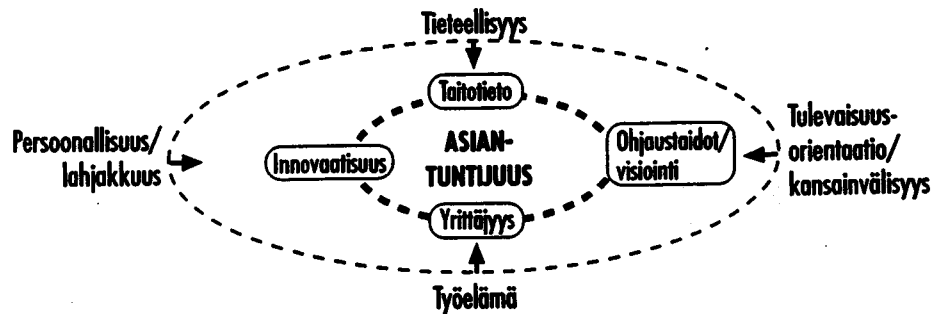 Tieteellisyys
Taitotieto
Persoonallisuus/
lahjakkuus
Innovaatisuus
ASIAN-
TUNTIJUUS
Ohjaustaidot/
visiointi
Tulevaisuus-
orientaatio/
kansainvälisyys
Yrittäjyys
Työelämä